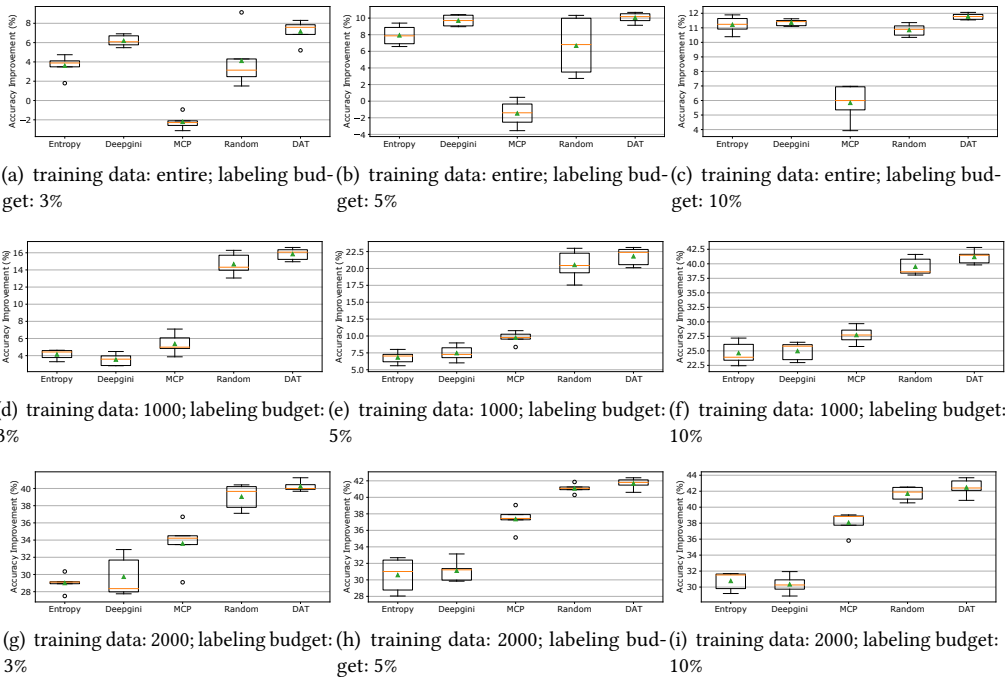 Accuracy Improvement (%)
8
6
4
2
0
−2
Entropy Deepgini MCP Random DAT
(a) training data: entire; labeling bud-
get: 3%
Accuracy Improvement (%)
10
8
6
4
2
0
−2
−4
Entropy Deepgini MCP Random DAT
(b) training data: entire; labeling bud-
get: 5%
Accuracy Improvement (%)
12
11
10
9
8
7
6
5
4
Entropy Deepgini MCP Random DAT
(c) training data: entire; labeling budget: 10%
Accuracy Improvement (%)
16
14
12
10
8
6
4
Entropy Deepgini MCP Random DAT
d) training data: 1000; labeling budget:
3%
Accuracy Improvement (%)
22.5
20.0
17.5
15.0
12.5
10.0
7.5
5.0
Entropy Deepgini MCP Random DAT
(e) training data: 1000; labeling budget:
5%
Accuracy Improvement (%)
42.5
40.0
37.5
35.0
32.5
30.0
27.5
25.0
22.5
Entropy Deepgini MCP Random DAT
(f) training data: 1000; labeling budget:
10%
Accuracy Improvement (%)
40
38
36
34
32
30
28
Entropy Deepgini MCP Random DAT
(g) training data: 2000; labeling budget:
3%
Accuracy Improvement (%)
42
40
38
36
34
32
30
28
Entropy Deepgini MCP Random DAT
(h) training data: 2000; labeling bud-
get: 5%
Accuracy Improvement (%)
44
42
40
38
36
34
32
30
Entropy Deepgini MCP Random DAT
(i) training data: 2000; labeling budget:
10%